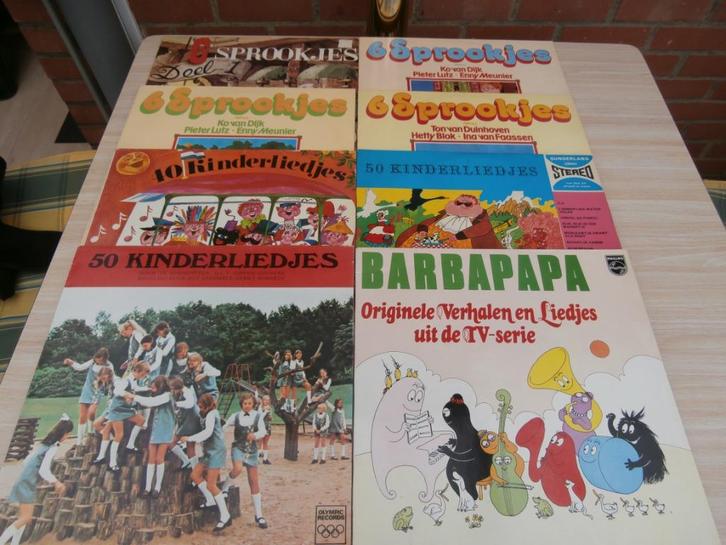 6 SPROOKJES
Deel 1
6 Sprookjes
Ko van Dijk
Pieter Lutz · Enny Meunier
6 Sprookjes
Ko van Dijk
Pieter Lutz · Enny Meunier
6 Sprookjes
Ton van Duinhoven
Hetty Blok · Ina van Faassen
40 Kinderliedjes
50 KINDERLIEDJES
STEREO
50 KINDERLIEDJES
OLYMPIC
RECORDS
BARBAPAPA
PHILIPS
Originele Verhalen en Liedjes
uit de TV-serie